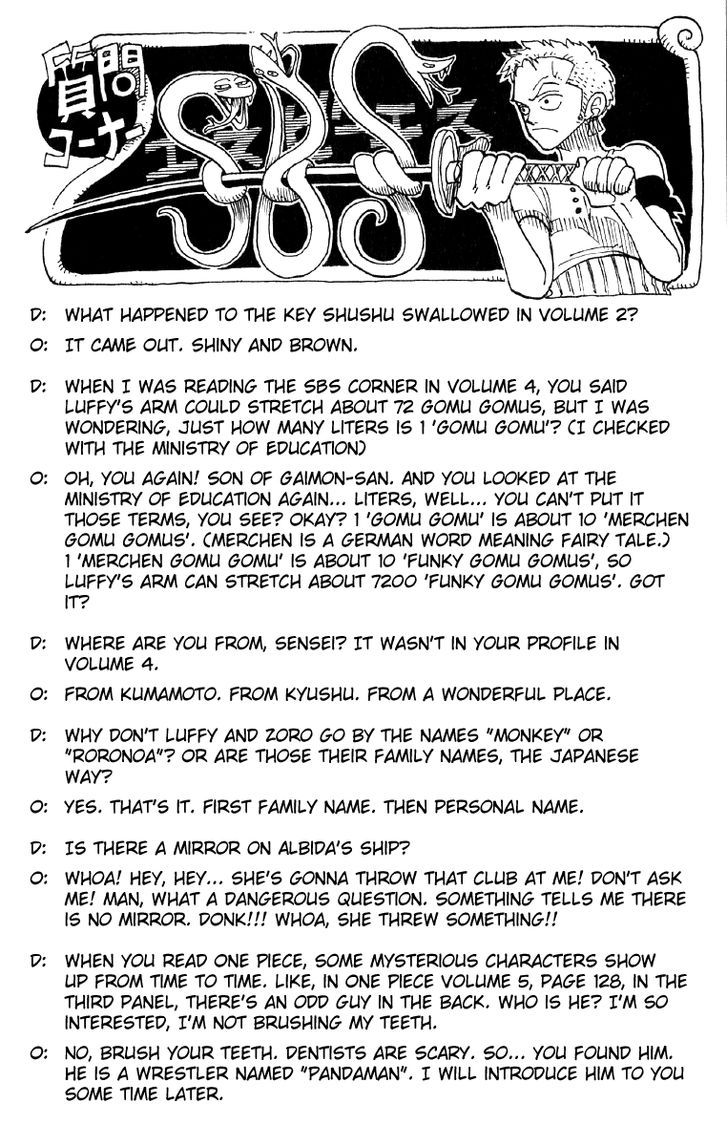 質問
コーナー
SBS
エスビーエス
D: WHAT HAPPENED TO THE KEY SHUSHU SWALLOWED IN VOLUME 2?
O: IT CAME OUT. SHINY AND BROWN.
D: WHEN I WAS READING THE SBS CORNER IN VOLUME 4, YOU SAID
LUFFY'S ARM COULD STRETCH ABOUT 72 GOMU GOMUS, BUT I WAS
WONDERING, JUST HOW MANY LITERS IS 1 'GOMU GOMU'? (I CHECKED
WITH THE MINISTRY OF EDUCATION)
O: OH, YOU AGAIN! SON OF GAIMON-SAN. AND YOU LOOKED AT THE
MINISTRY OF EDUCATION AGAIN... LITERS, WELL... YOU CAN'T PUT IT
THOSE TERMS, YOU SEE? OKAY? 1 'GOMU GOMU' IS ABOUT 10 'MERCHEN
GOMU GOMUS'. (MERCHEN IS A GERMAN WORD MEANING FAIRY TALE.)
1 'MERCHEN GOMU GOMU' IS ABOUT 10 'FUNKY GOMU GOMUS', SO
LUFFY'S ARM CAN STRETCH ABOUT 7200 'FUNKY GOMU GOMUS'. GOT
IT?
D: WHERE ARE YOU FROM, SENSEI? IT WASN'T IN YOUR PROFILE IN
VOLUME 4.
O: FROM KUMAMOTO. FROM KYUSHU. FROM A WONDERFUL PLACE.
D: WHY DON'T LUFFY AND ZORO GO BY THE NAMES "MONKEY" OR
"RORONOA"? OR ARE THOSE THEIR FAMILY NAMES, THE JAPANESE
WAY?
O: YES. THAT'S IT. FIRST FAMILY NAME. THEN PERSONAL NAME.
D: IS THERE A MIRROR ON ALBIDA'S SHIP?
O: WHOA! HEY, HEY... SHE'S GONNA THROW THAT CLUB AT ME! DON'T ASK
ME! MAN, WHAT A DANGEROUS QUESTION. SOMETHING TELLS ME THERE
IS NO MIRROR. DONK!!! WHOA, SHE THREW SOMETHING!!
D: WHEN YOU READ ONE PIECE, SOME MYSTERIOUS CHARACTERS SHOW
UP FROM TIME TO TIME. LIKE, IN ONE PIECE VOLUME 5, PAGE 128, IN THE
THIRD PANEL, THERE'S AN ODD GUY IN THE BACK. WHO IS HE? I'M SO
INTERESTED, I'M NOT BRUSHING MY TEETH.
O: NO, BRUSH YOUR TEETH. DENTISTS ARE SCARY. SO... YOU FOUND HIM.
HE IS A WRESTLER NAMED "PANDAMAN". I WILL INTRODUCE HIM TO YOU
SOME TIME LATER.